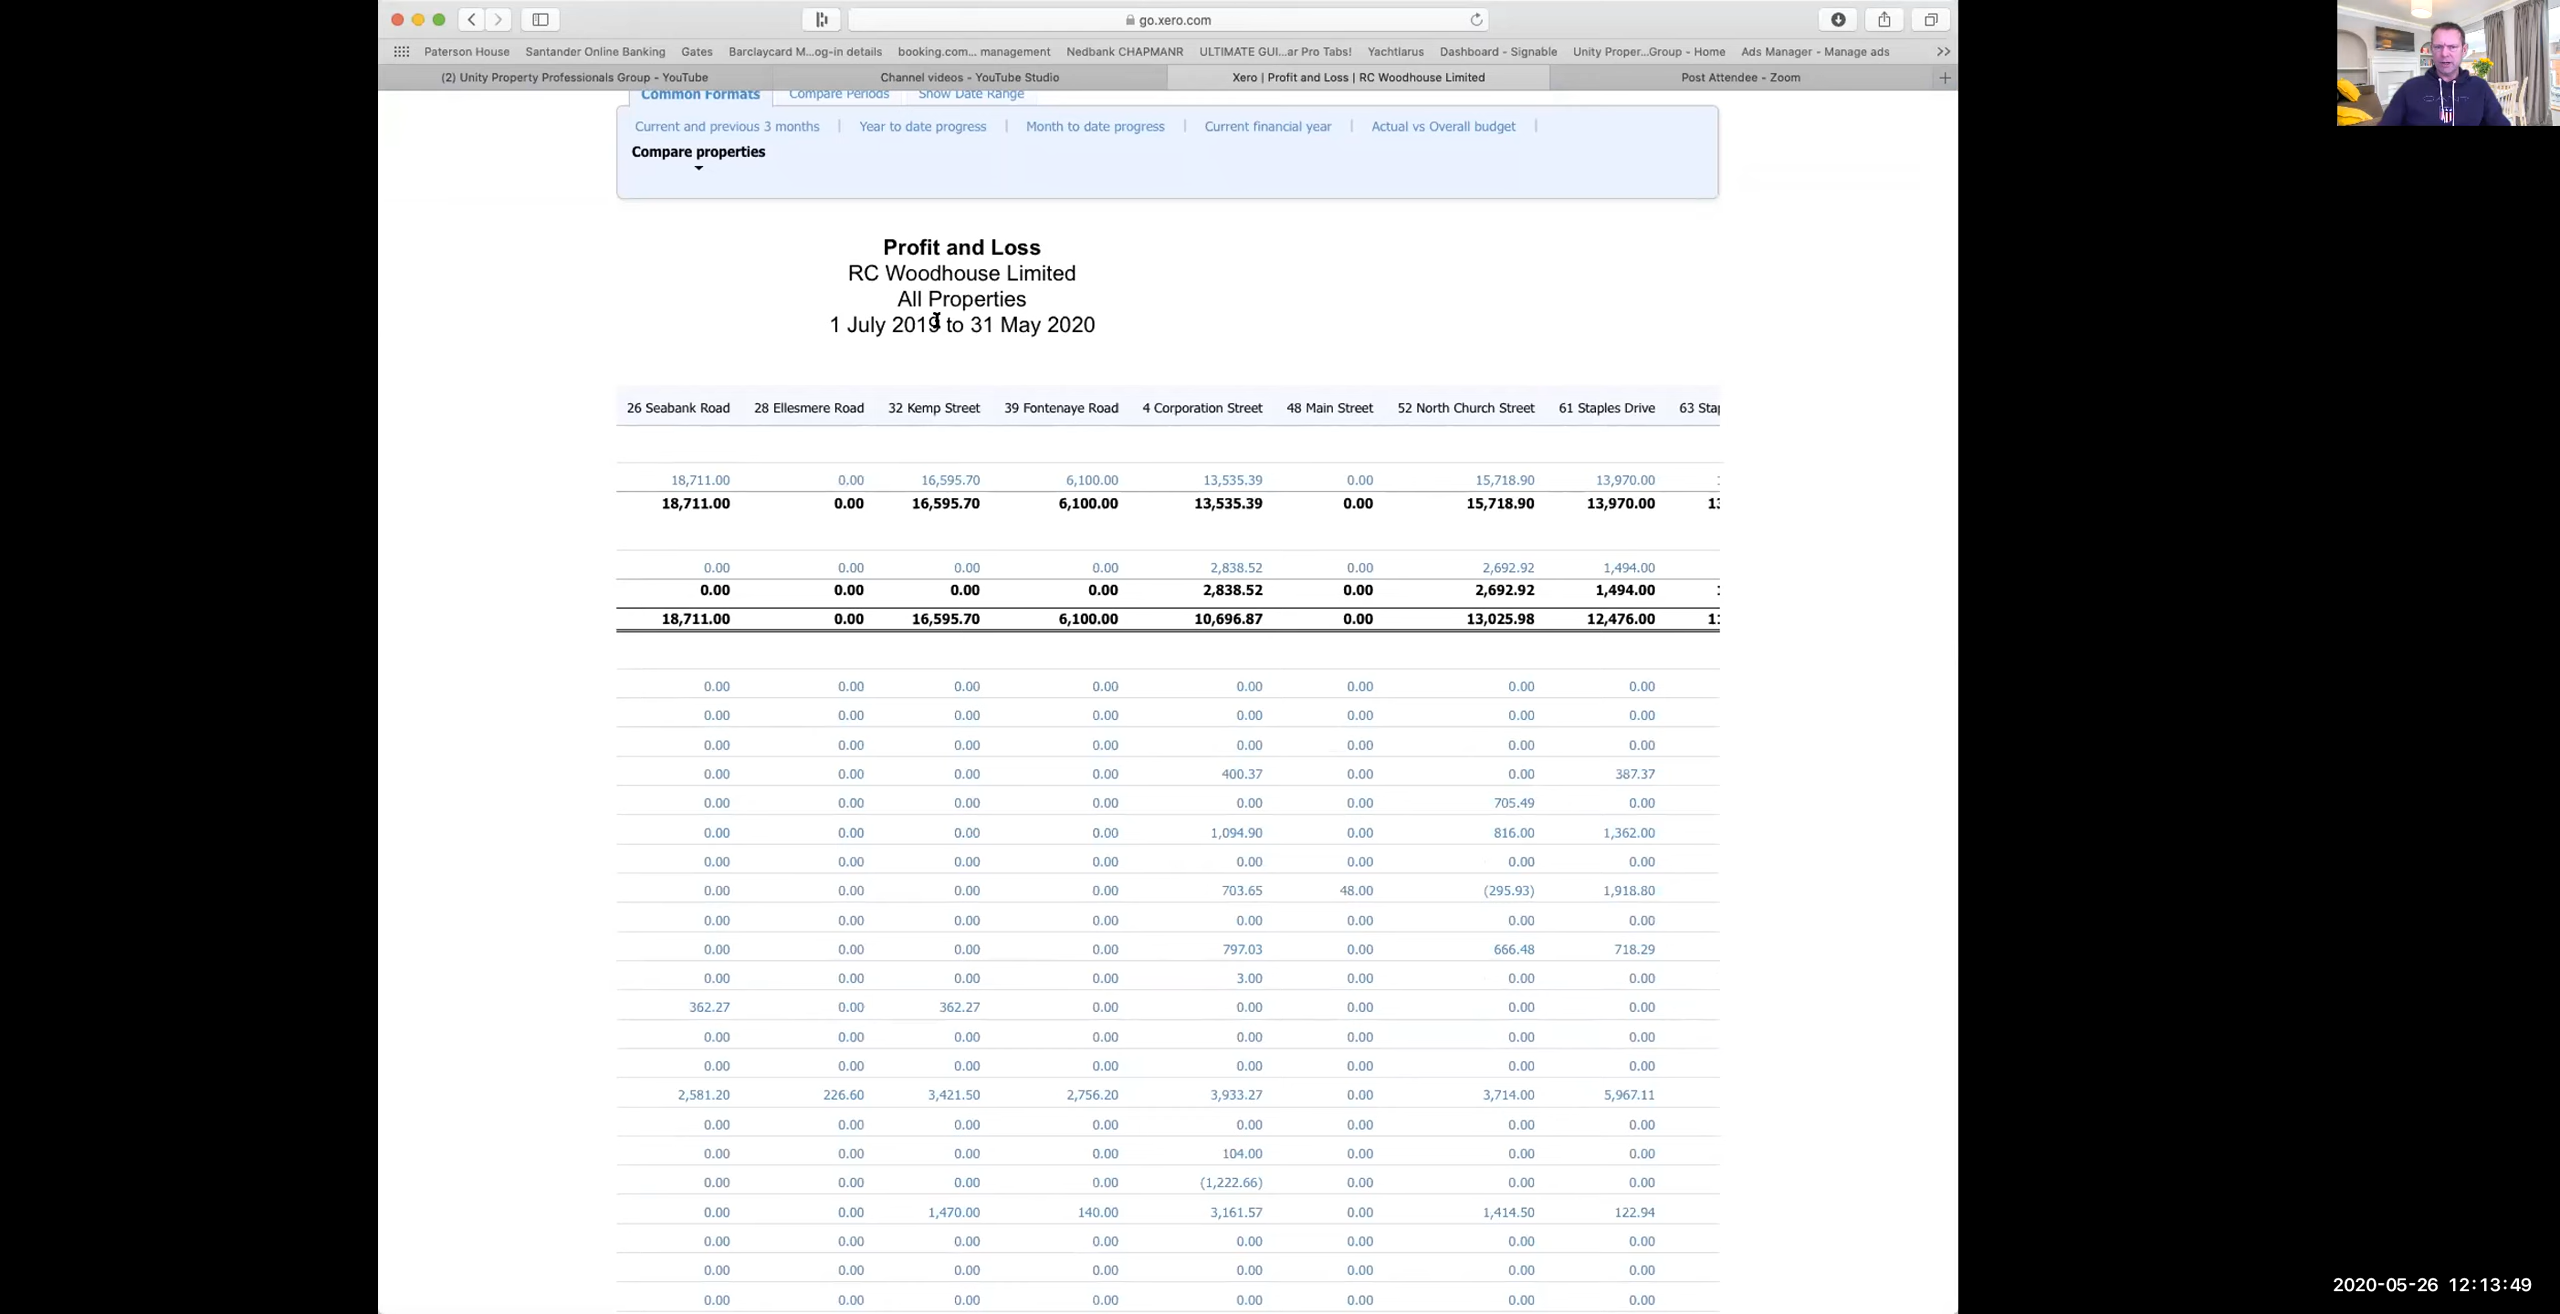 go.xero.com
Paterson House Santander Online Banking Gates Barclaycard M...og-in details booking.com... management Nedbank CHAPMANR ULTIMATE GUI...ar Pro Tabs! Yachtlarus Dashboard - Signable Unity Proper...Group - Home Ads Manager - Manage ads >>
(2) Unity Property Professionals Group - YouTube Channel videos - YouTube Studio Xero | Profit and Loss | RC Woodhouse Limited Post Attendee - Zoom +
Common Formats Compare Periods Show Date Range
Current and previous 3 months | Year to date progress | Month to date progress | Current financial year | Actual vs Overall budget |
Compare properties
Profit and Loss
RC Woodhouse Limited
All Properties
1 July 2019 to 31 May 2020
26 Seabank Road 28 Ellesmere Road 32 Kemp Street 39 Fontenaye Road 4 Corporation Street 48 Main Street 52 North Church Street 61 Staples Drive 63
18,711.00 0.00 16,595.70 6,100.00 13,535.39 0.00 15,718.90 13,970.00
18,711.00 0.00 16,595.70 6,100.00 13,535.39 0.00 15,718.90 13,970.00
0.00 0.00 0.00 0.00 2,838.52 0.00 2,692.92 1,494.00
0.00 0.00 0.00 0.00 2,838.52 0.00 2,692.92 1,494.00
18,711.00 0.00 16,595.70 6,100.00 10,696.87 0.00 13,025.98 12,476.00
0.00 0.00 0.00 0.00 0.00 0.00 0.00 0.00
0.00 0.00 0.00 0.00 0.00 0.00 0.00 0.00
0.00 0.00 0.00 0.00 0.00 0.00 0.00 0.00
0.00 0.00 0.00 0.00 400.37 0.00 0.00 387.37
0.00 0.00 0.00 0.00 0.00 0.00 705.49 0.00
0.00 0.00 0.00 0.00 1,094.90 0.00 816.00 1,362.00
0.00 0.00 0.00 0.00 0.00 0.00 0.00 0.00
0.00 0.00 0.00 0.00 703.65 48.00 (295.93) 1,918.80
0.00 0.00 0.00 0.00 0.00 0.00 0.00 0.00
0.00 0.00 0.00 0.00 797.03 0.00 666.48 718.29
0.00 0.00 0.00 0.00 3.00 0.00 0.00 0.00
362.27 0.00 362.27 0.00 0.00 0.00 0.00 0.00
0.00 0.00 0.00 0.00 0.00 0.00 0.00 0.00
0.00 0.00 0.00 0.00 0.00 0.00 0.00 0.00
2,581.20 226.60 3,421.50 2,756.20 3,933.27 0.00 3,714.00 5,967.11
0.00 0.00 0.00 0.00 0.00 0.00 0.00 0.00
0.00 0.00 0.00 0.00 104.00 0.00 0.00 0.00
0.00 0.00 0.00 0.00 (1,222.66) 0.00 0.00 0.00
0.00 0.00 1,470.00 140.00 3,161.57 0.00 1,414.50 122.94
0.00 0.00 0.00 0.00 0.00 0.00 0.00 0.00
0.00 0.00 0.00 0.00 0.00 0.00 0.00 0.00
0.00 0.00 0.00 0.00 0.00 0.00 0.00 0.00
2020-05-26 12:13:49